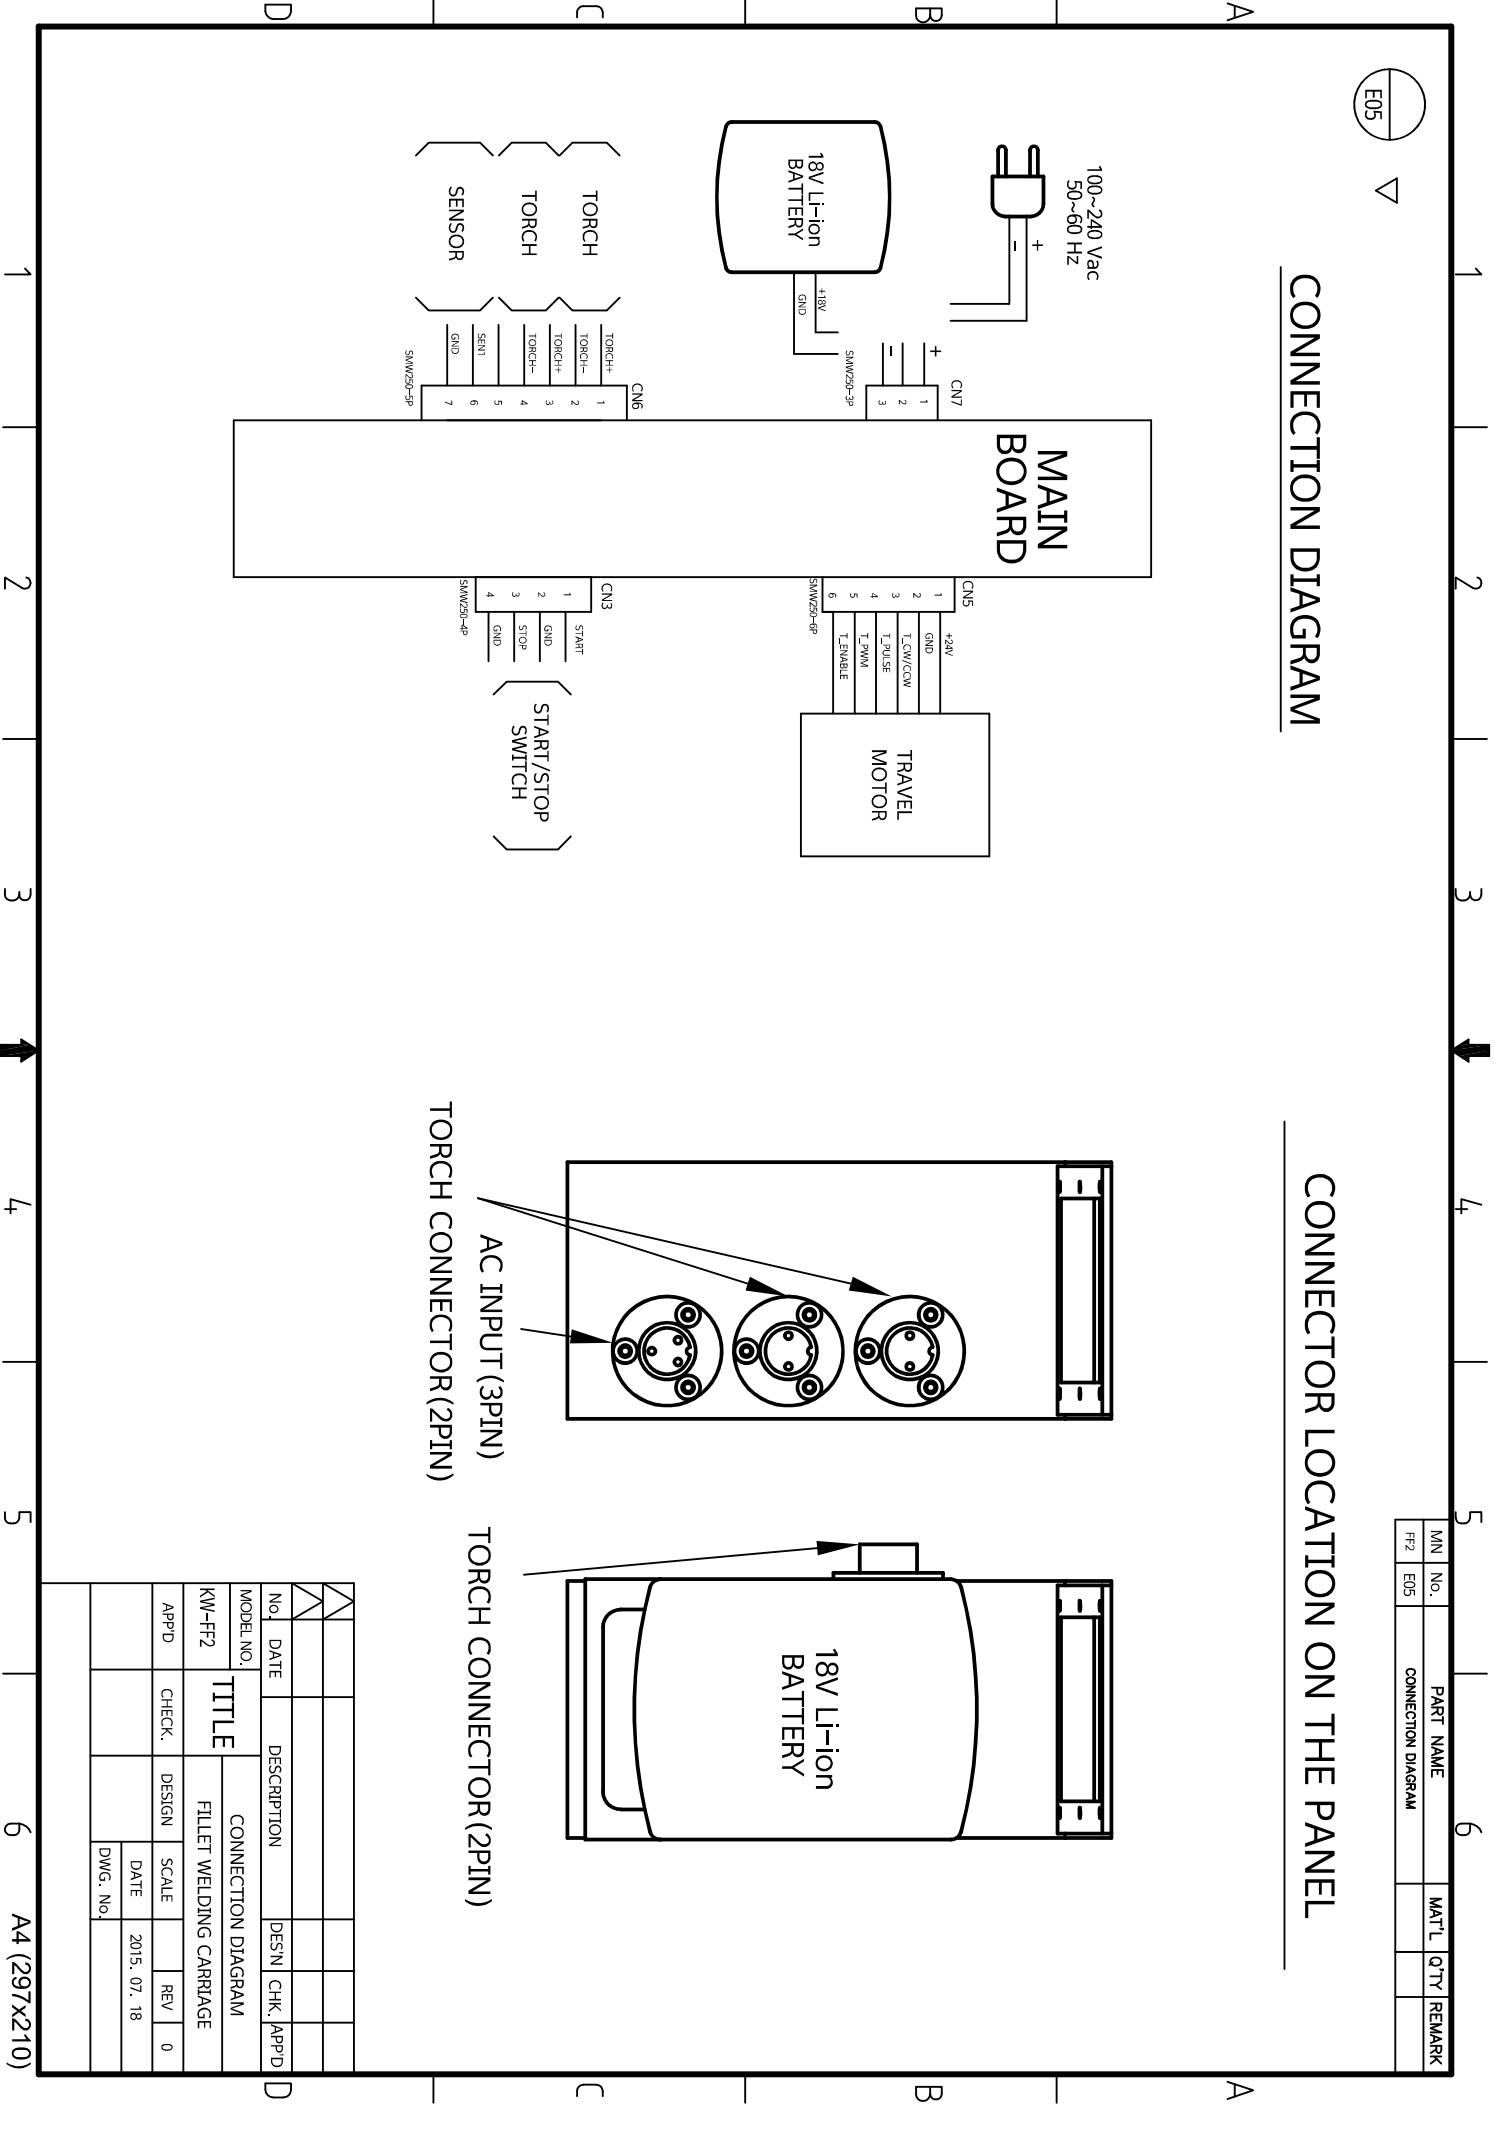 D
C
B
A
1
2
3
4
5
6
E05
CONNECTION DIAGRAM
100~240 Vac
50~60 Hz
+
-
18V Li-ion
BATTERY
+18V
GND
TORCH
TORCH
SENSOR
+
-
CN7
1
2
3
SMW250-3P
CN6
TORCH+
TORCH-
TORCH+
TORCH-
SEN1
GND
1
2
3
4
5
6
7
SMW250-5P
MAIN
BOARD
CN5
1
2
3
4
5
6
SMW250-6P
+24V
GND
T_CW/CCW
T_PULSE
T_PWM
T_ENABLE
TRAVEL
MOTOR
CN3
1
2
3
4
SMW250-4P
START
GND
STOP
GND
START/STOP
SWITCH
CONNECTOR LOCATION ON THE PANEL
AC INPUT(3PIN)
TORCH CONNECTOR(2PIN)
18V Li-ion
BATTERY
TORCH CONNECTOR(2PIN)
MN No. PART NAME MAT'L Q'TY REMARK
FF2 E05 CONNECTION DIAGRAM
No. DATE DESCRIPTION DES'N CHK. APP'D
MODEL NO. TITLE CONNECTION DIAGRAM
KW-FF2 FILLET WELDING CARRIAGE
APP'D CHECK. DESIGN SCALE REV 0
DATE 2015. 07. 18
DWG. No.
1
2
3
4
5
6
A4 (297x210)
D
C
B
A